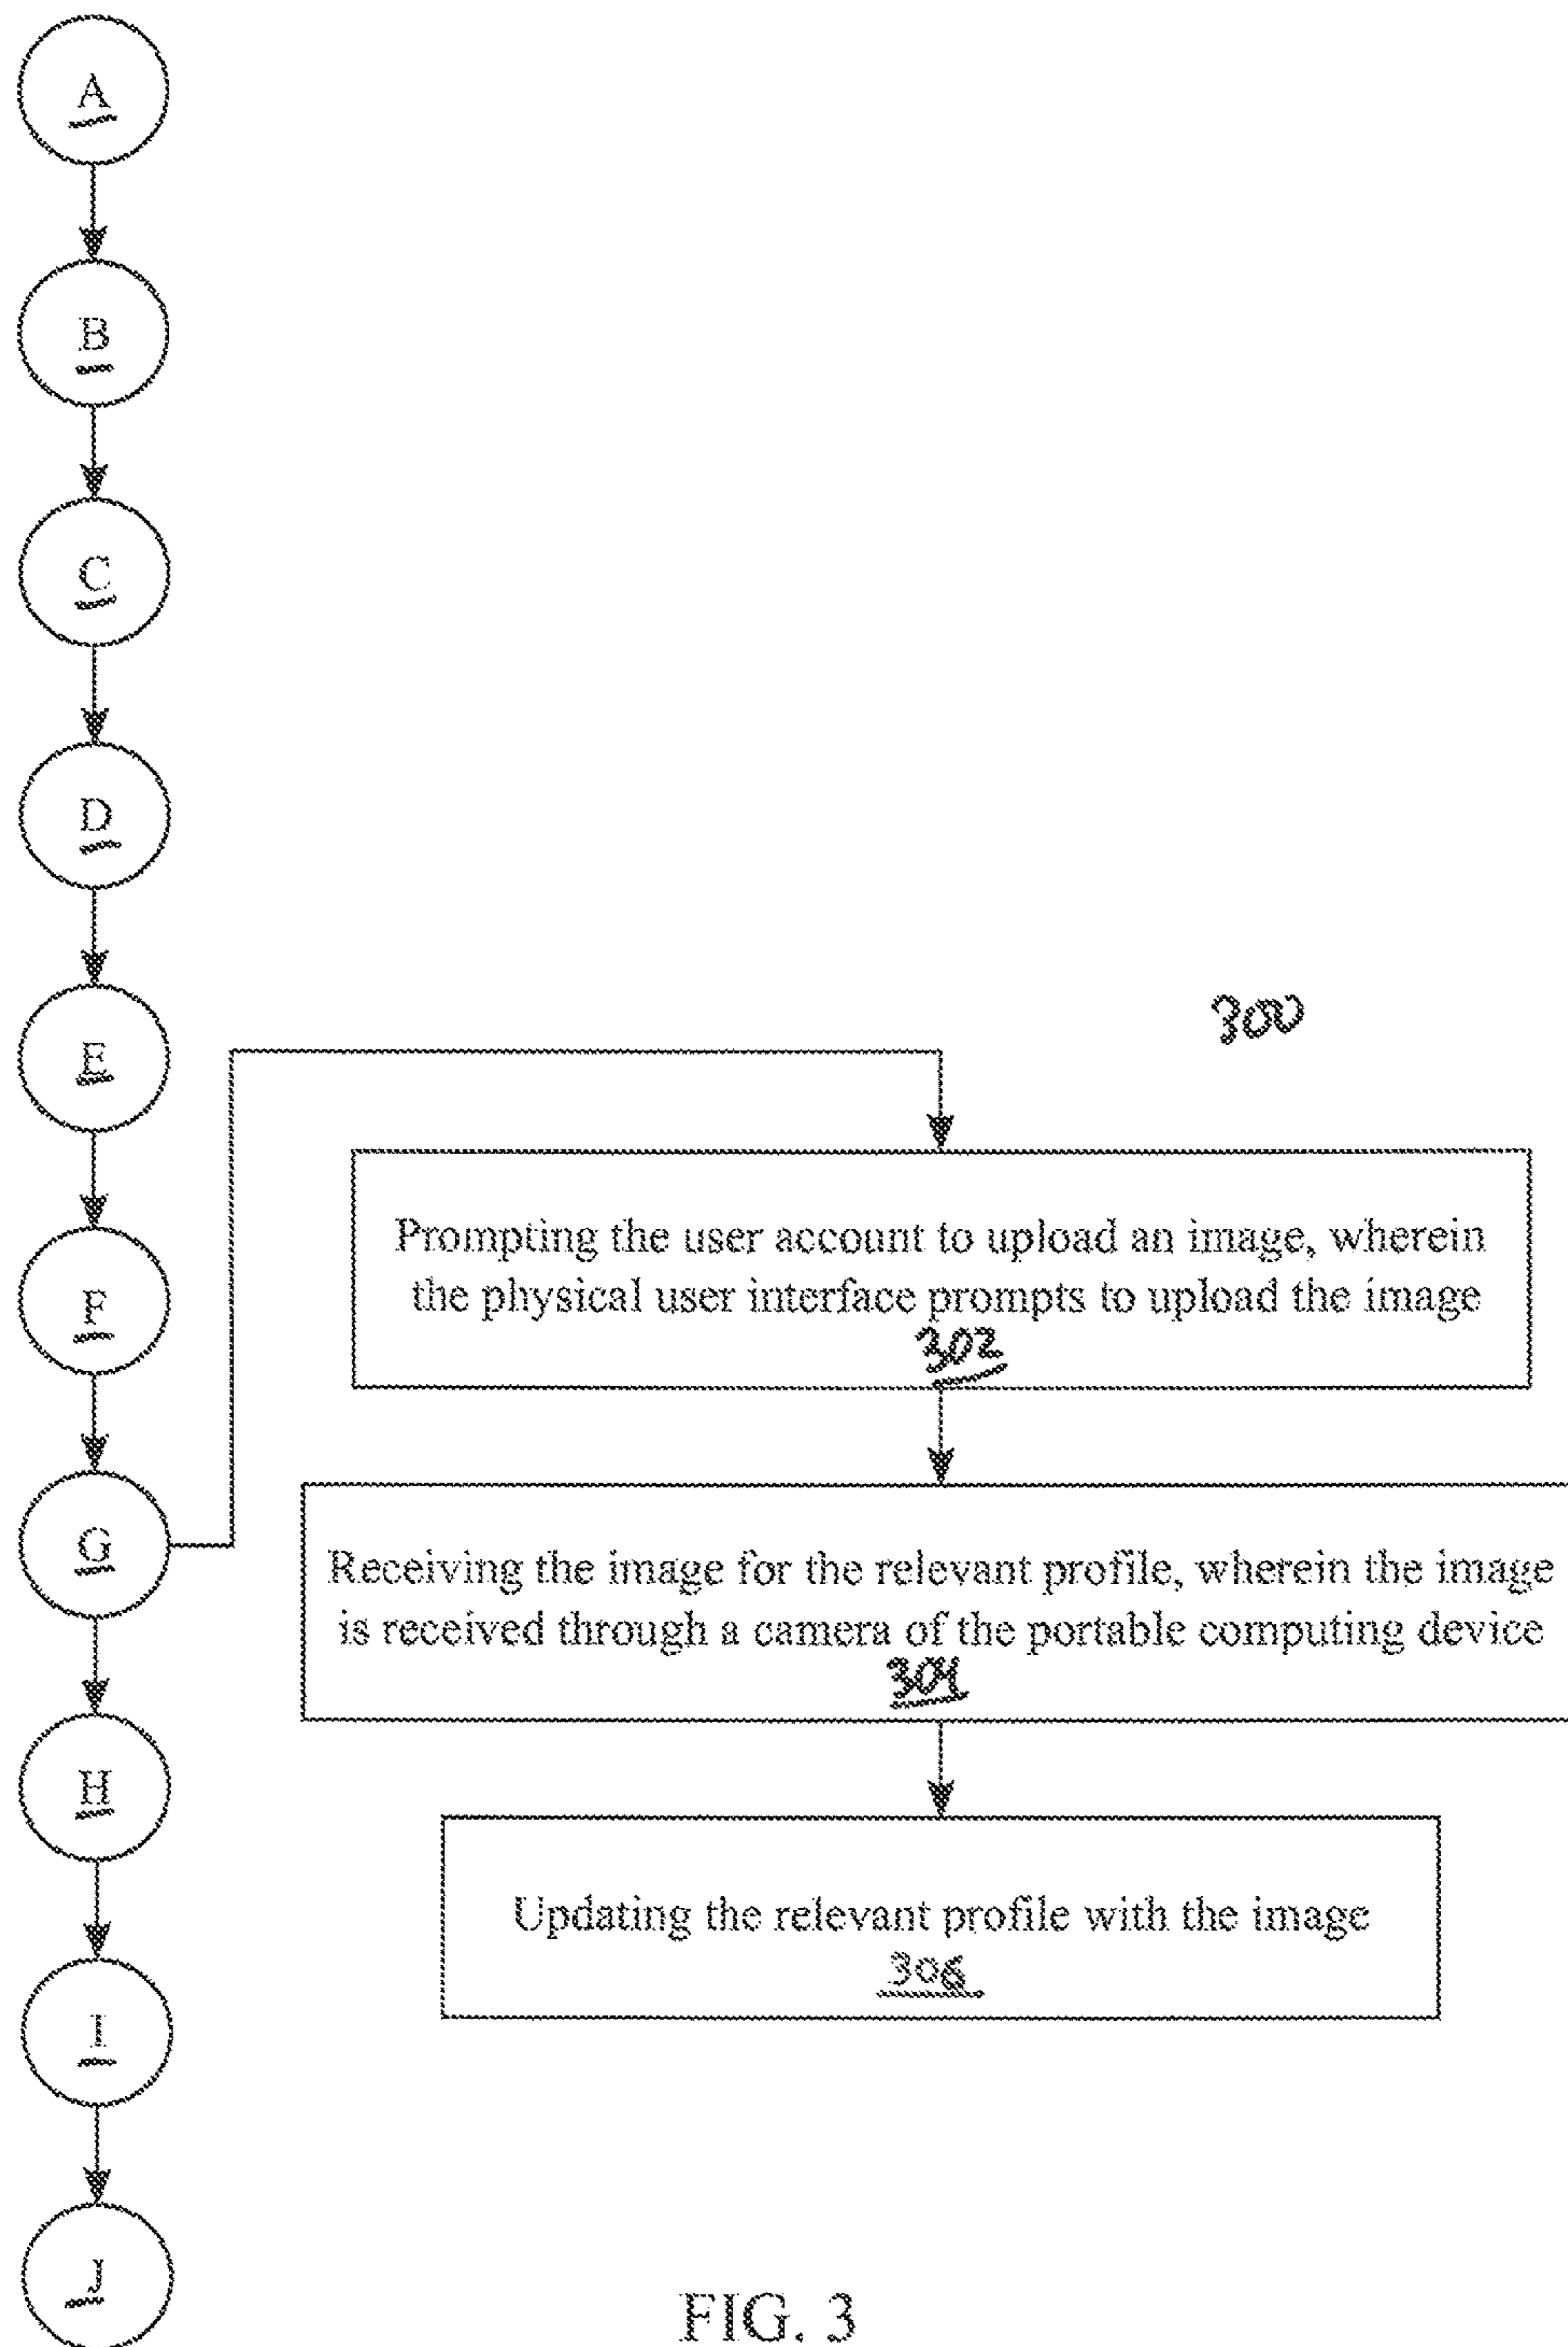 A
B
C
D
E
F
G
H
I
J
300
Prompting the user account to upload an image, wherein
the physical user interface prompts to upload the image
302
Receiving the image for the relevant profile, wherein the image
is received through a camera of the portable computing device
304
Updating the relevant profile with the image
306
FIG. 3